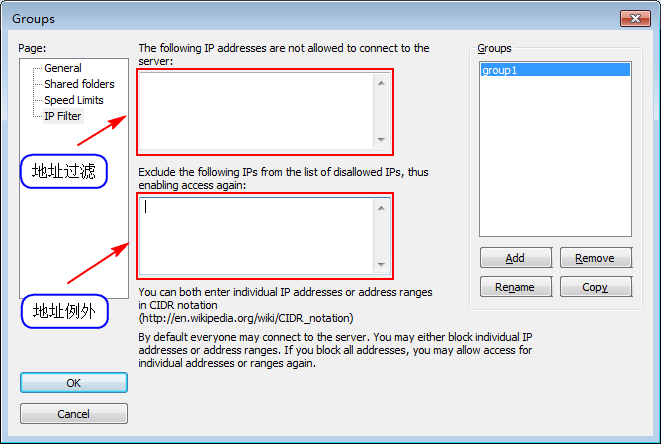 Groups
Page:
General
Shared folders
Speed Limits
IP Filter
地址过滤
地址例外
OK
Cancel
The following IP addresses are not allowed to connect to the
server:
Exclude the following IPs from the list of disallowed IPs, thus
enabling access again:
You can both enter individual IP addresses or address ranges
in CIDR notation
(http://en.wikipedia.org/wiki/CIDR_notation)
By default everyone may connect to the server. You may either block individual IP
addresses or address ranges. If you block all addresses, you may allow access for
individual addresses or ranges again.
Groups
group1
Add
Remove
Rename
Copy